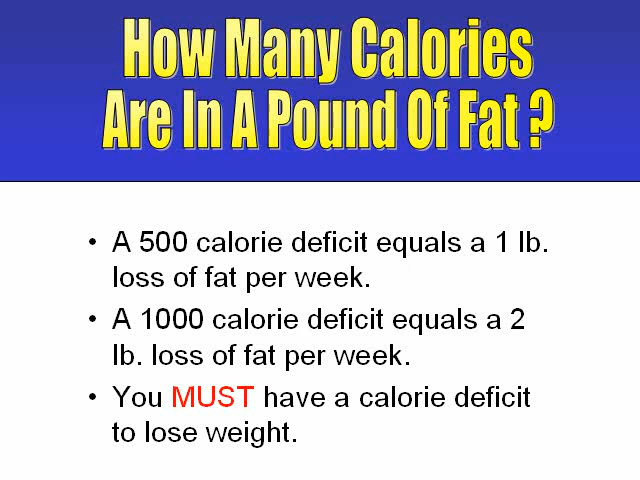 How Many Calories
Are In A Pound Of Fat ?
• A 500 calorie deficit equals a 1 lb.
loss of fat per week.
• A 1000 calorie deficit equals a 2
lb. loss of fat per week.
• You MUST have a calorie deficit
to lose weight.